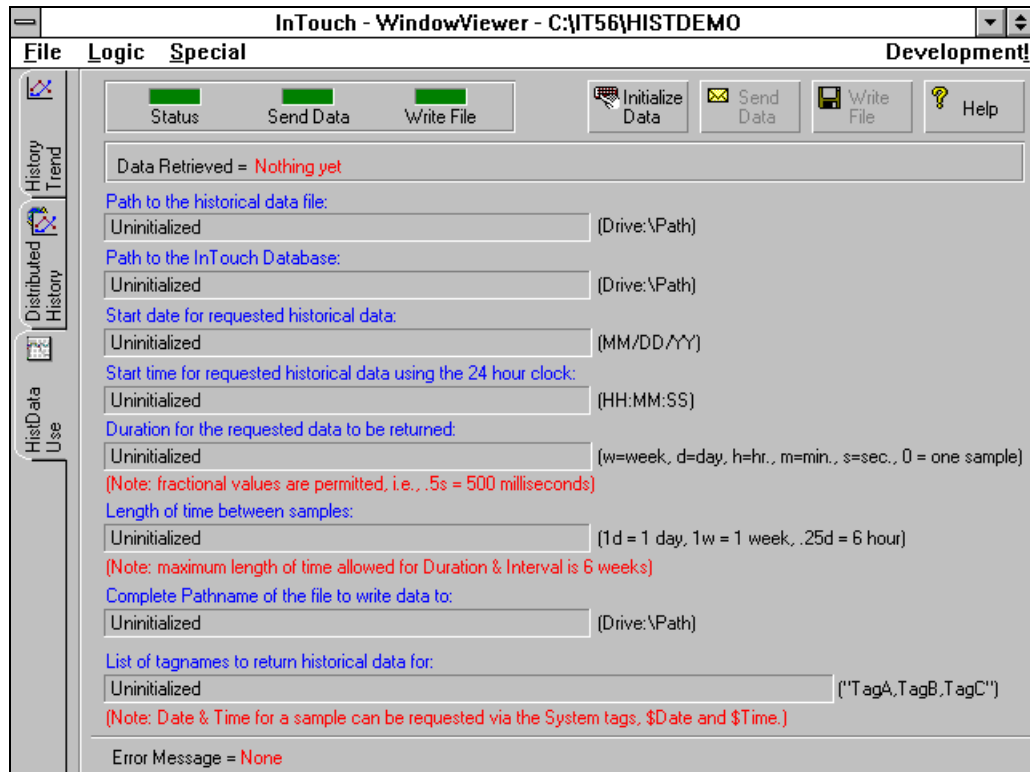 InTouch - WindowViewer - C:\IT56\HISTDEMO
File Logic Special Development!
History Trend
Distributed History
HistData Use
Status Send Data Write File
Initialize Data
Send Data
Write File
Help
Data Retrieved = Nothing yet
Path to the historical data file:
Uninitialized (Drive:\Path)
Path to the InTouch Database:
Uninitialized (Drive:\Path)
Start date for requested historical data:
Uninitialized (MM/DD/YY)
Start time for requested historical data using the 24 hour clock:
Uninitialized (HH:MM:SS)
Duration for the requested data to be returned:
Uninitialized (w=week, d=day, h=hr., m=min., s=sec., 0 = one sample)
(Note: fractional values are permitted, i.e., .5s = 500 milliseconds)
Length of time between samples:
Uninitialized (1d = 1 day, 1w = 1 week, .25d = 6 hour)
(Note: maximum length of time allowed for Duration & Interval is 6 weeks)
Complete Pathname of the file to write data to:
Uninitialized (Drive:\Path)
List of tagnames to return historical data for:
Uninitialized ("TagA,TagB,TagC")
(Note: Date & Time for a sample can be requested via the System tags, $Date and $Time.)
Error Message = None